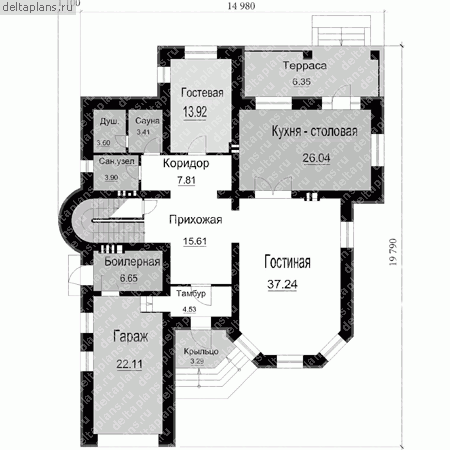 deltaplans.ru
14 980
Терраса
6.35
Гостевая
13.92
Душ.
3.60
Сауна
3.41
Кухня - столовая
26.04
Сан.узел
3.90
Коридор
7.81
Прихожая
15.61
19 790
Гостиная
37.24
Бойлерная
6.65
Тамбур
4.53
Гараж
22.11
Крыльцо
3.29